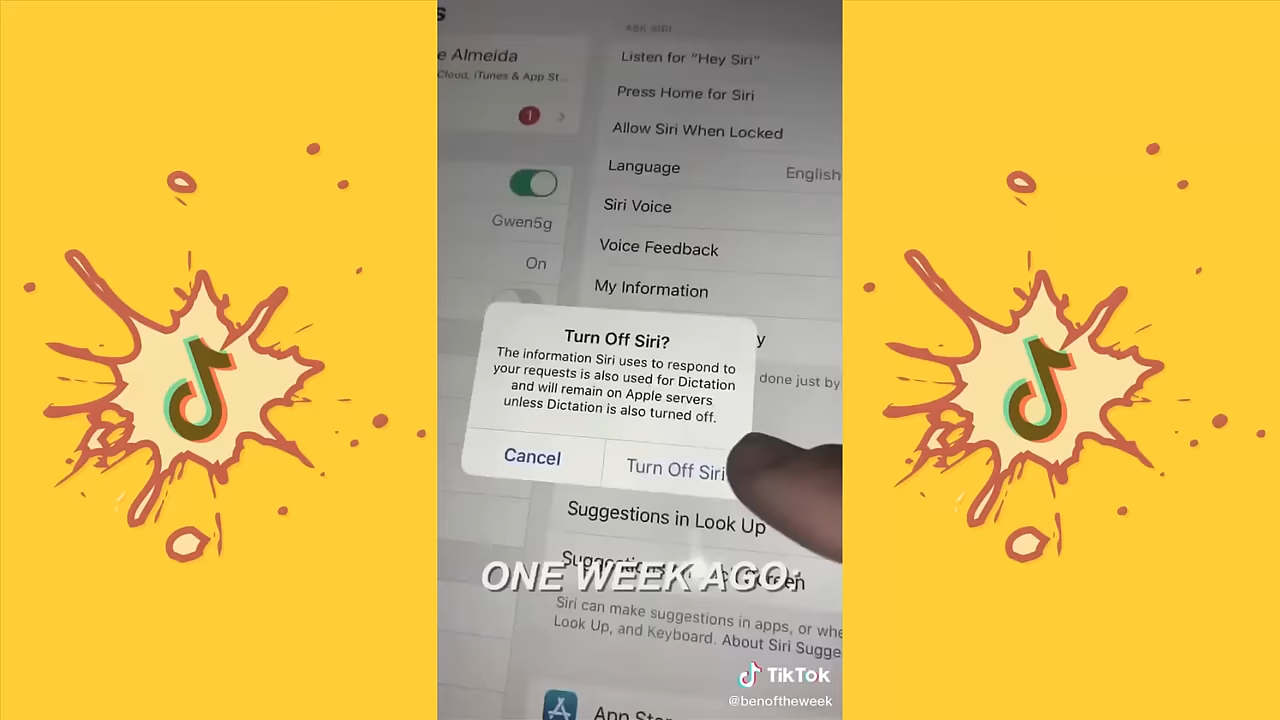 s
e Almeida
Cloud, iTunes & App St...
1
Gwen5g
On
ASK SIRI
Listen for "Hey Siri"
Press Home for Siri
Allow Siri When Locked
Language English
Siri Voice
Voice Feedback
My Information
y
done just by
Turn Off Siri?
The information Siri uses to respond to
your requests is also used for Dictation
and will remain on Apple servers
unless Dictation is also turned off.
Cancel Turn Off Siri
Suggestions in Look Up
Suggestions Screen
ONE WEEK AGO:
Siri can make suggestions in apps, or whe
Look Up, and Keyboard. About Siri Sugge
App Stor
TikTok
@benoftheweek